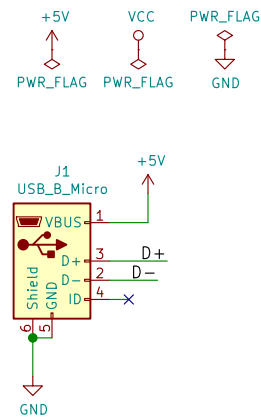 +5V VCC PWR_FLAG
PWR_FLAG PWR_FLAG GND
+5V
J1
USB_B_Micro
VBUS 1
D+ 3 D+
D- 2 D-
ID 4
Shield
GND
6 5
GND